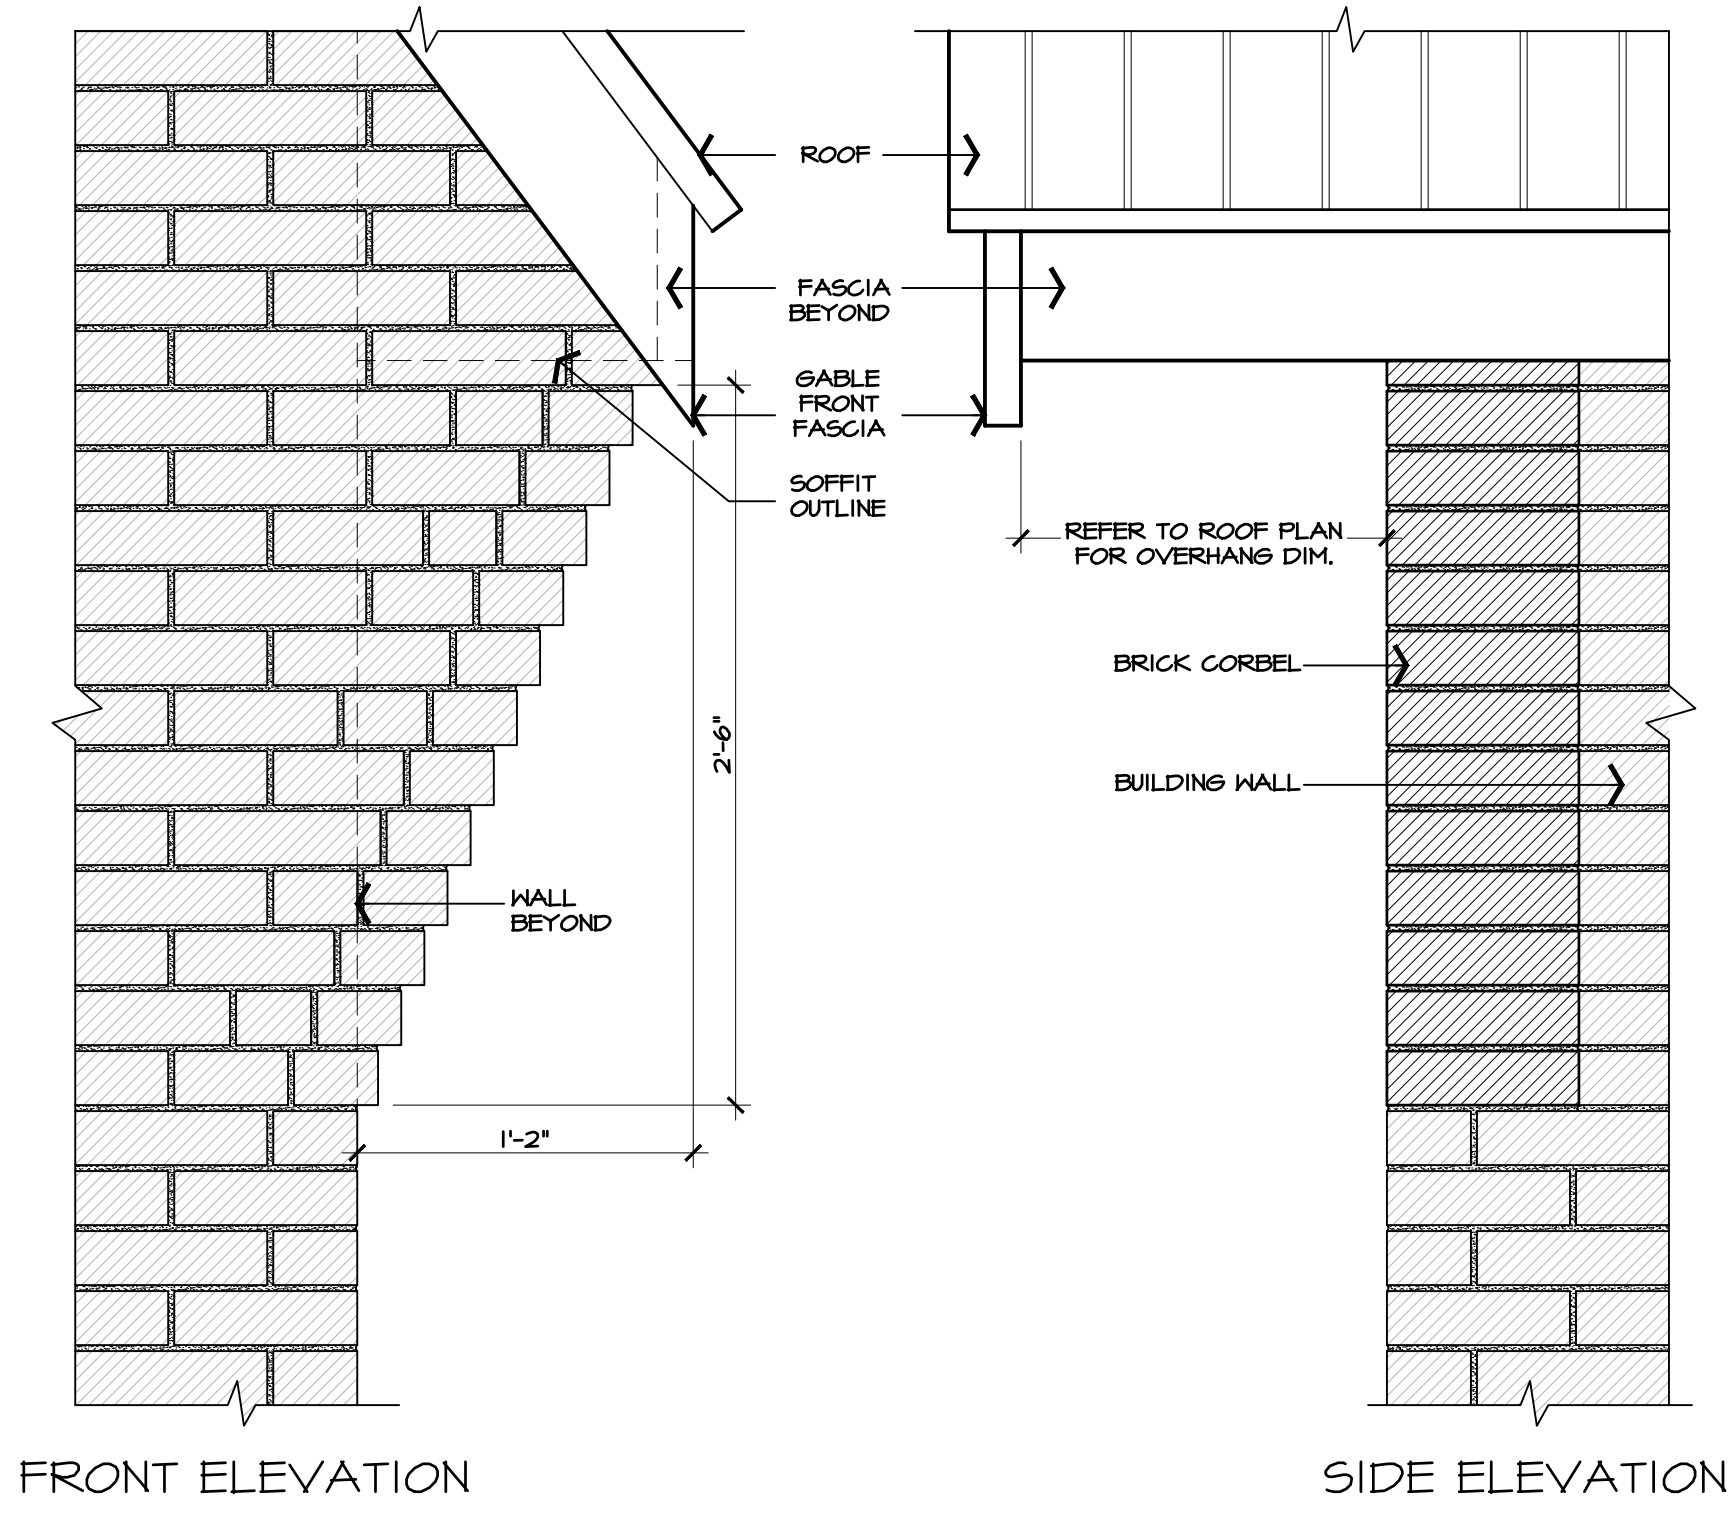 ROOF
FASCIA
BEYOND
GABLE
FRONT
FASCIA
SOFFIT
OUTLINE
REFER TO ROOF PLAN
FOR OVERHANG DIM.
BRICK CORBEL
2'-6"
BUILDING WALL
WALL
BEYOND
1'-2"
FRONT ELEVATION
SIDE ELEVATION